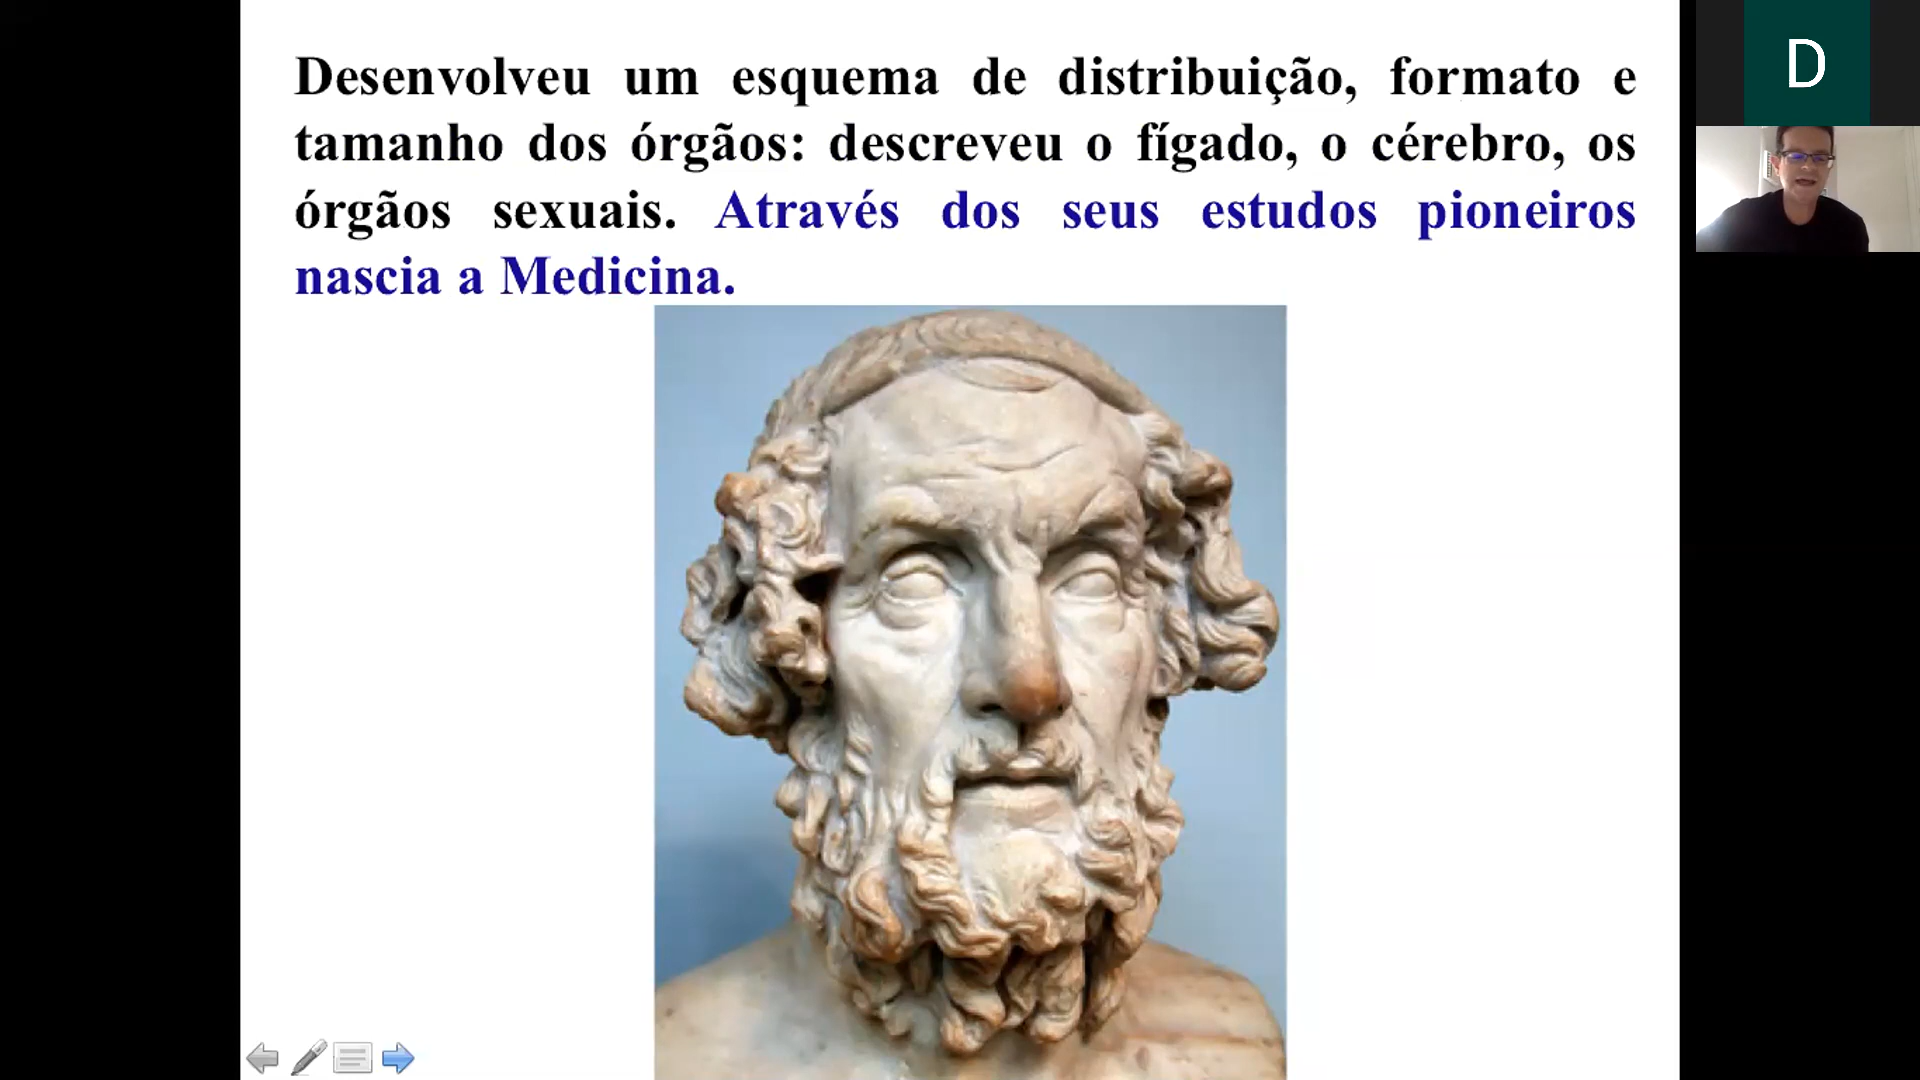 Desenvolveu um esquema de distribuição, formato e
tamanho dos órgãos: descreveu o fígado, o cérebro, os
órgãos sexuais. Através dos seus estudos pioneiros
nascia a Medicina.
D